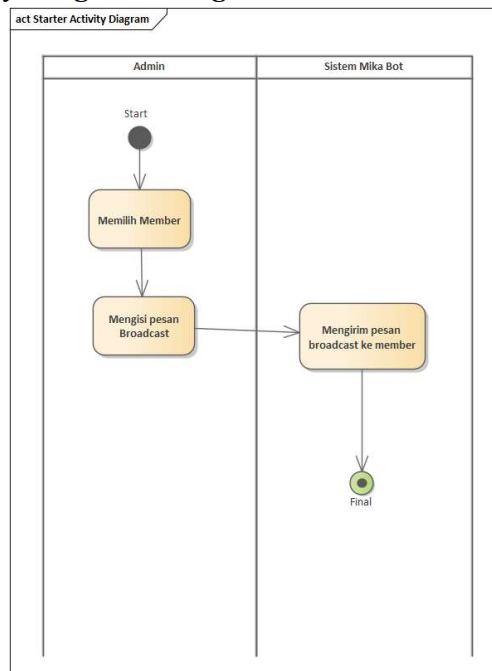 act Starter Activity Diagram
Admin
Sistem Mika Bot
Start
Memilih Member
Mengisi pesan
Broadcast
Mengirim pesan
broadcast ke member
Final